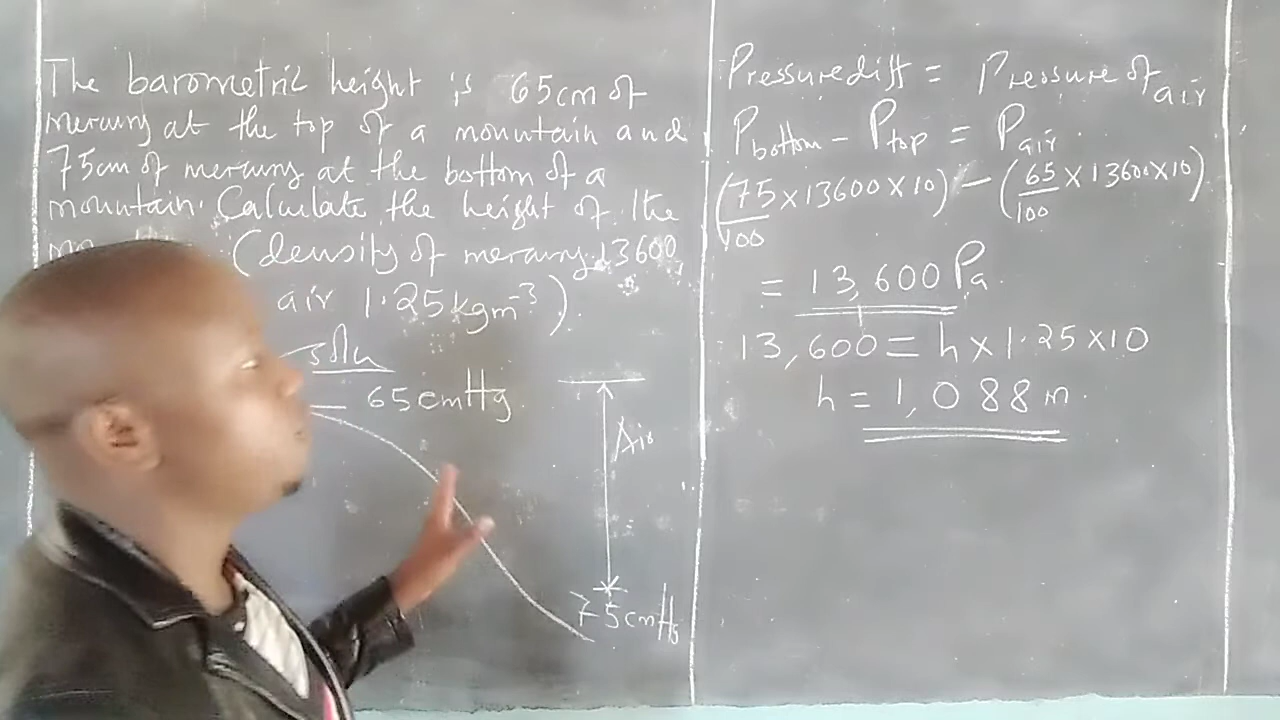 The barometric height is 65cm of
mercury at the top of a mountain and
75cm of mercury at the bottom of a
mountain. Calculate the height of the
(density of mercury 13600
air 1.25kgm⁻³).
soln
65cmHg
Air
75cmHg
Pressure diff = Pressure of air
P bottom - P top = P air
(75/100 x 13600 x 10) - (65/100 x 13600 x 10)
= 13,600 Pa
13,600 = h x 1.25 x 10
h = 1,088m.